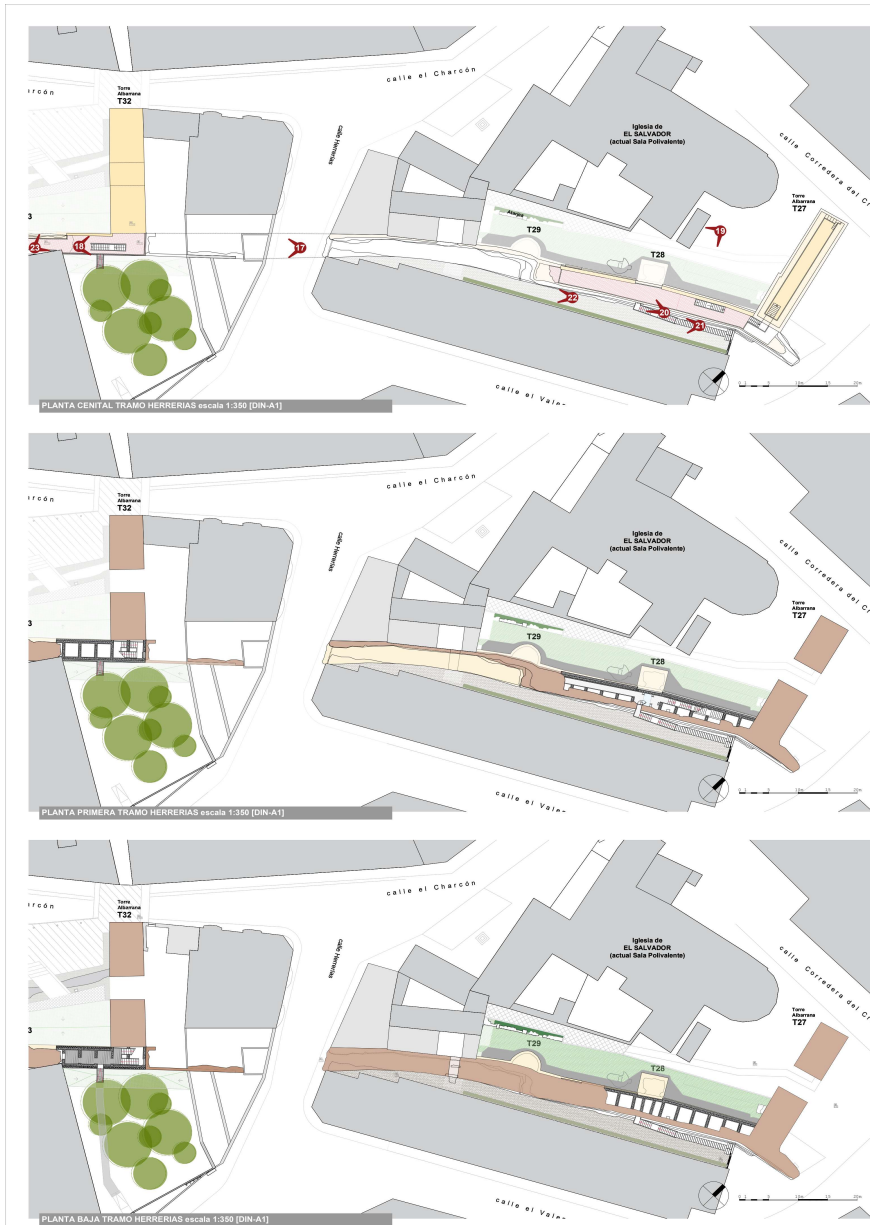 calle el Charcón
harcón
Torre
Albarrana
T32
calle Herrerías
Iglesia de
EL SALVADOR
(actual Sala Polivalente)
calle Corredera del Cr
Torre
Albarrana
T27
Atarjea
T29
T28
3
23
18
17
19
22
20
21
calle el Vale
PLANTA CENITAL TRAMO HERRERIAS escala 1:350 [DIN-A1]
calle el Charcón
harcón
Torre
Albarrana
T32
calle Herrerías
Iglesia de
EL SALVADOR
(actual Sala Polivalente)
calle Corredera del Cr
Torre
Albarrana
T27
T29
T28
3
calle el Vale
PLANTA PRIMERA TRAMO HERRERIAS escala 1:350 [DIN-A1]
calle el Charcón
harcón
Torre
Albarrana
T32
calle Herrerías
Iglesia de
EL SALVADOR
(actual Sala Polivalente)
calle Corredera del Cr
Torre
Albarrana
T27
T29
T28
3
calle el Vale
PLANTA BAJA TRAMO HERRERIAS escala 1:350 [DIN-A1]